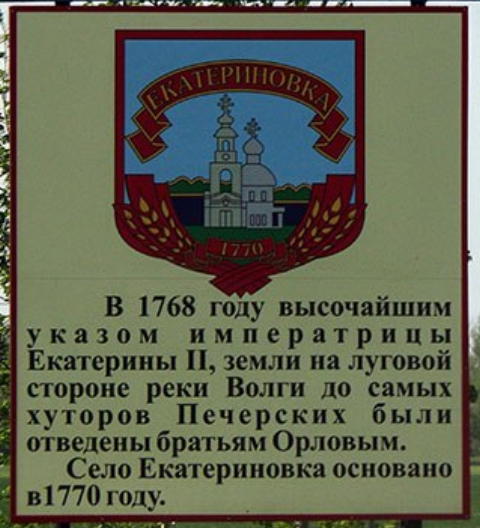 ЕКАТЕРИНОВКА
1770
В 1768 году высочайшим
указом императрицы
Екатерины II, земли на луговой
стороне реки Волги до самых
хуторов Печерских были
отведены братьям Орловым.
Село Екатериновка основано
в1770 году.